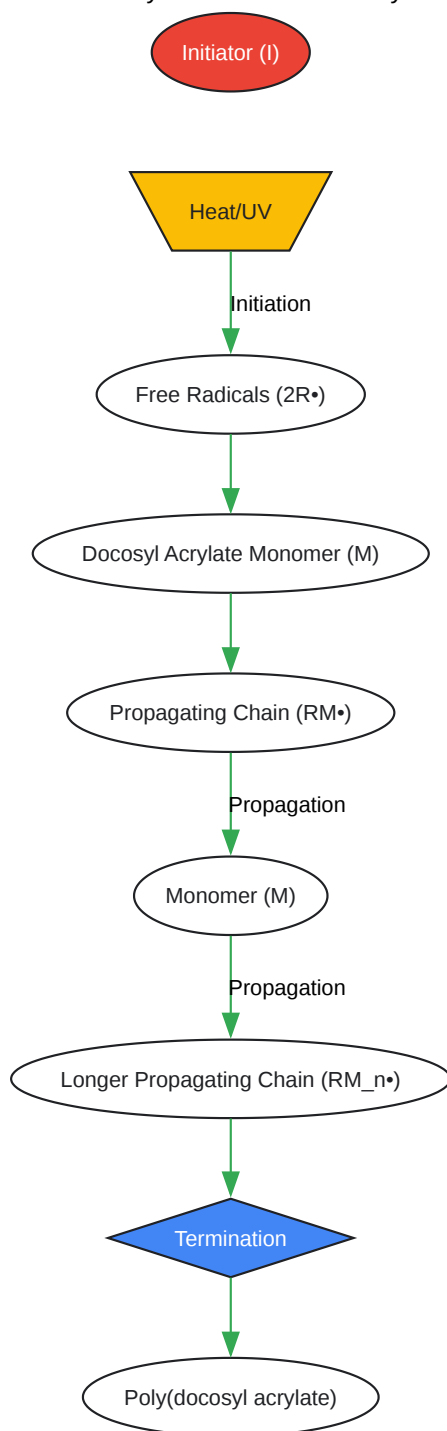 Initiator (I)
Heat/UV
Initiation
Free Radicals (2R•)
Docosyl Acrylate Monomer (M)
Propagating Chain (RM•)
Propagation
Monomer (M)
Propagation
Longer Propagating Chain (RM_n•)
Termination
Poly(docosyl acrylate)